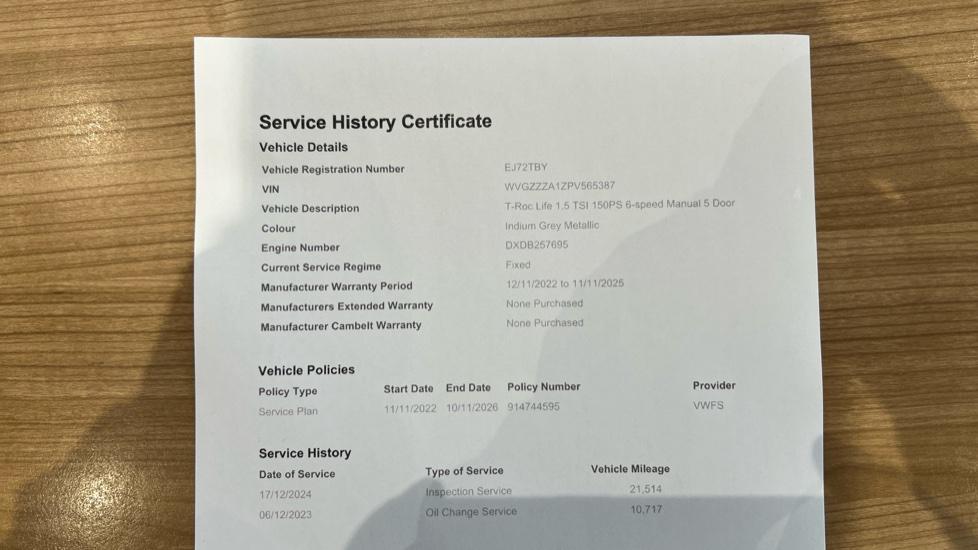 Service History Certificate
Vehicle Details
Vehicle Registration Number EJ72TBY
VIN WVGZZZA1ZPV565387
Vehicle Description T-Roc Life 1.5 TSI 150PS 6-speed Manual 5 Door
Colour Indium Grey Metallic
Engine Number DXDB257695
Current Service Regime Fixed
Manufacturer Warranty Period 12/11/2022 to 11/11/2025
Manufacturers Extended Warranty None Purchased
Manufacturer Cambelt Warranty None Purchased
Vehicle Policies
Policy Type Start Date End Date Policy Number Provider
Service Plan 11/11/2022 10/11/2026 914744595 VWFS
Service History
Date of Service Type of Service Vehicle Mileage
17/12/2024 Inspection Service 21,514
06/12/2023 Oil Change Service 10,717